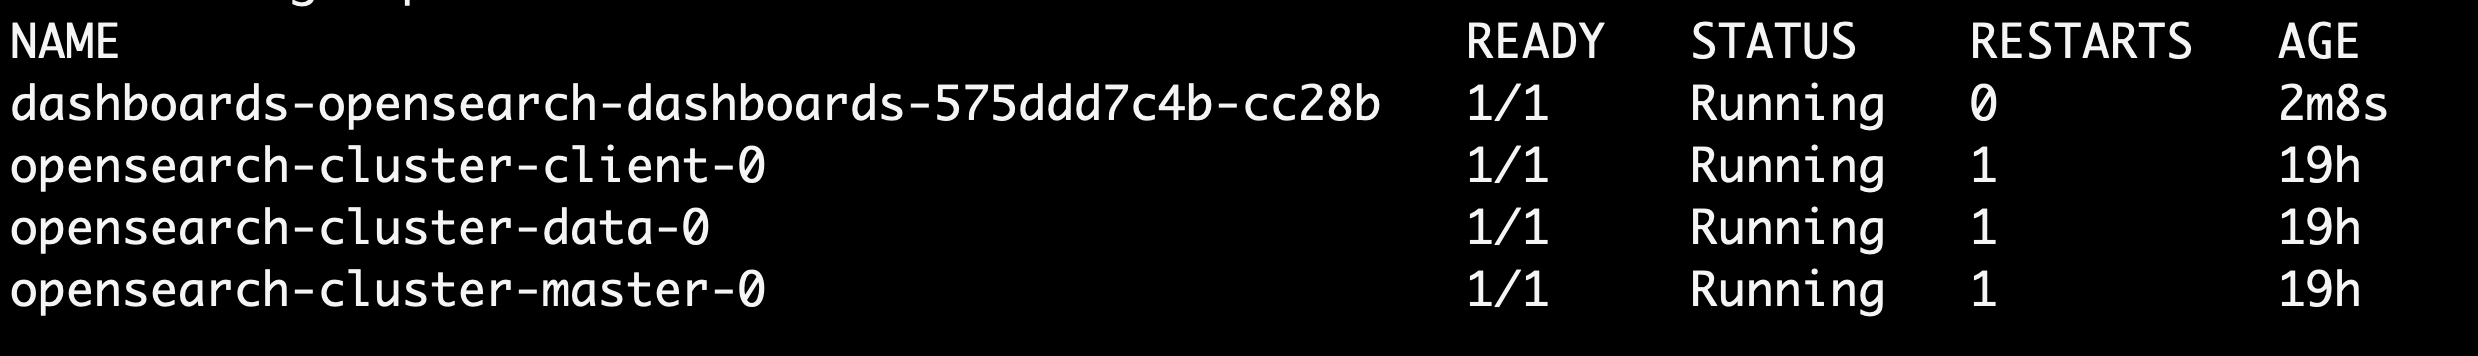 NAME READY STATUS RESTARTS AGE
dashboards-opensearch-dashboards-575ddd7c4b-cc28b 1/1 Running 0 2m8s
opensearch-cluster-client-0 1/1 Running 1 19h
opensearch-cluster-data-0 1/1 Running 1 19h
opensearch-cluster-master-0 1/1 Running 1 19h